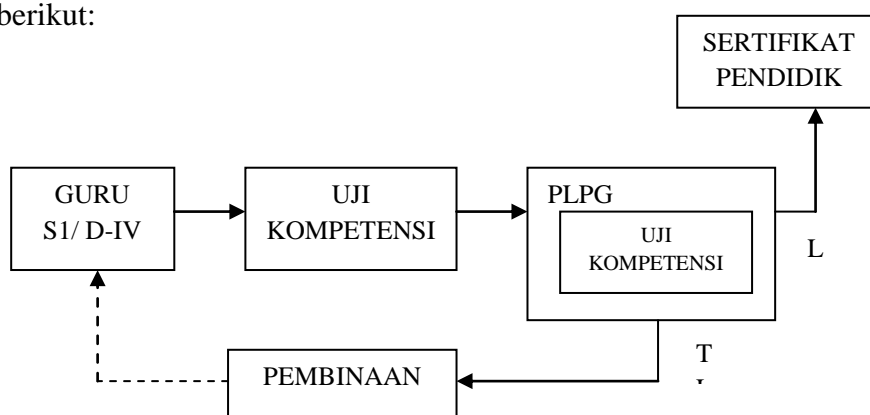 berikut:
SERTIFIKAT
PENDIDIK
GURU
S1/ D-IV
UJI
KOMPETENSI
PLPG
UJI
KOMPETENSI
L
T
PEMBINAAN